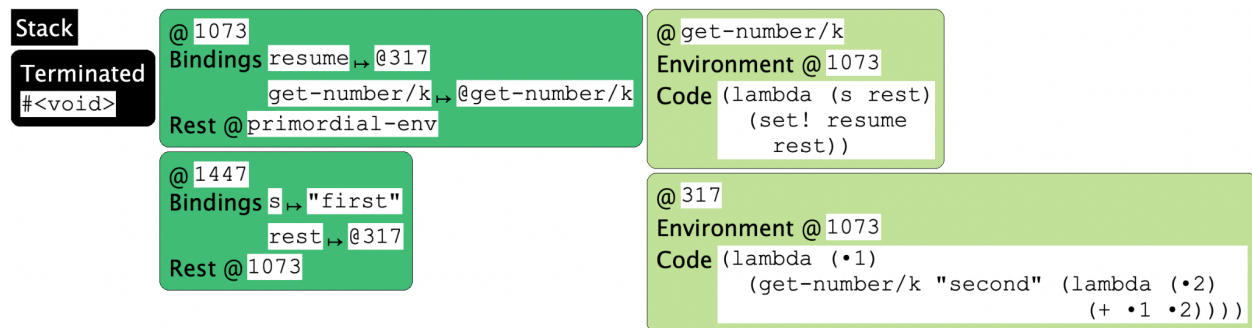 Stack
Terminated
#<void>
@ 1073
Bindings resume ↦ @317
get-number/k ↦ @get-number/k
Rest @ primordial-env
@ 1447
Bindings s ↦ "first"
rest ↦ @317
Rest @ 1073
@ get-number/k
Environment @ 1073
Code (lambda (s rest)
(set! resume
rest))
@ 317
Environment @ 1073
Code (lambda (•1)
(get-number/k "second" (lambda (•2)
(+ •1 •2))))